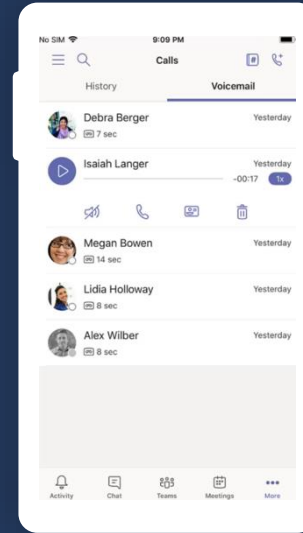 No SIM 9:09 PM
Calls #
History Voicemail
Debra Berger Yesterday
7 sec
Isaiah Langer Yesterday
-00:17 1x
Megan Bowen Yesterday
14 sec
Lidia Holloway Yesterday
8 sec
Alex Wilber Yesterday
8 sec
Activity Chat Teams Meetings More